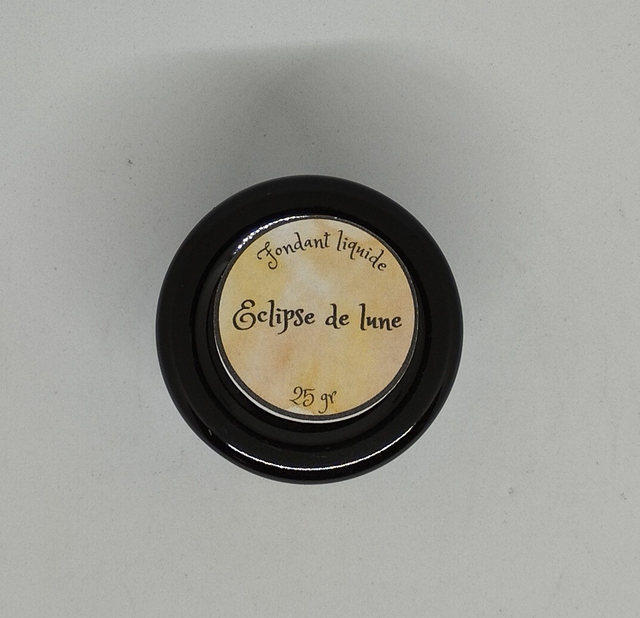 Fondant liquide
Eclipse de lune
25 gr